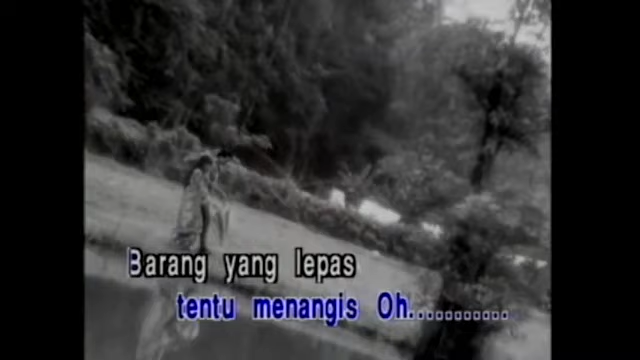 Barang yang lepas
tentu menangis Oh............